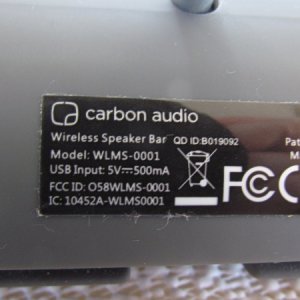 carbon audio
Wireless Speaker Bar QD ID:B019092
Model: WLMS-0001
USB Input: 5V⎓500mA
FCC ID: O58WLMS-0001
IC: 10452A-WLMS0001
FC
Pat